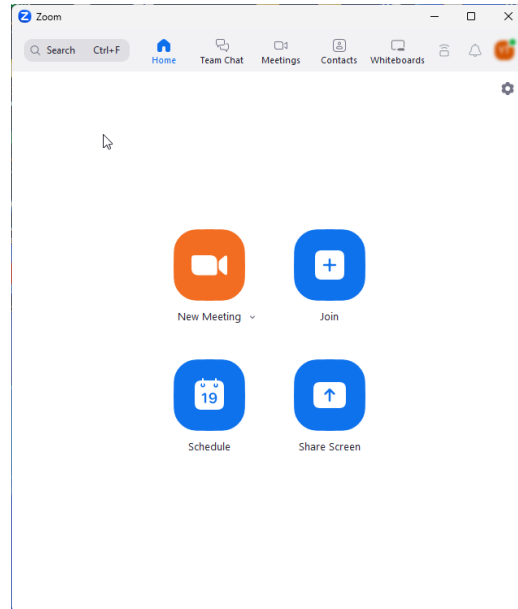 Zoom
Search Ctrl+F
Home
Team Chat
Meetings
Contacts
Whiteboards
New Meeting
Join
19
Schedule
Share Screen